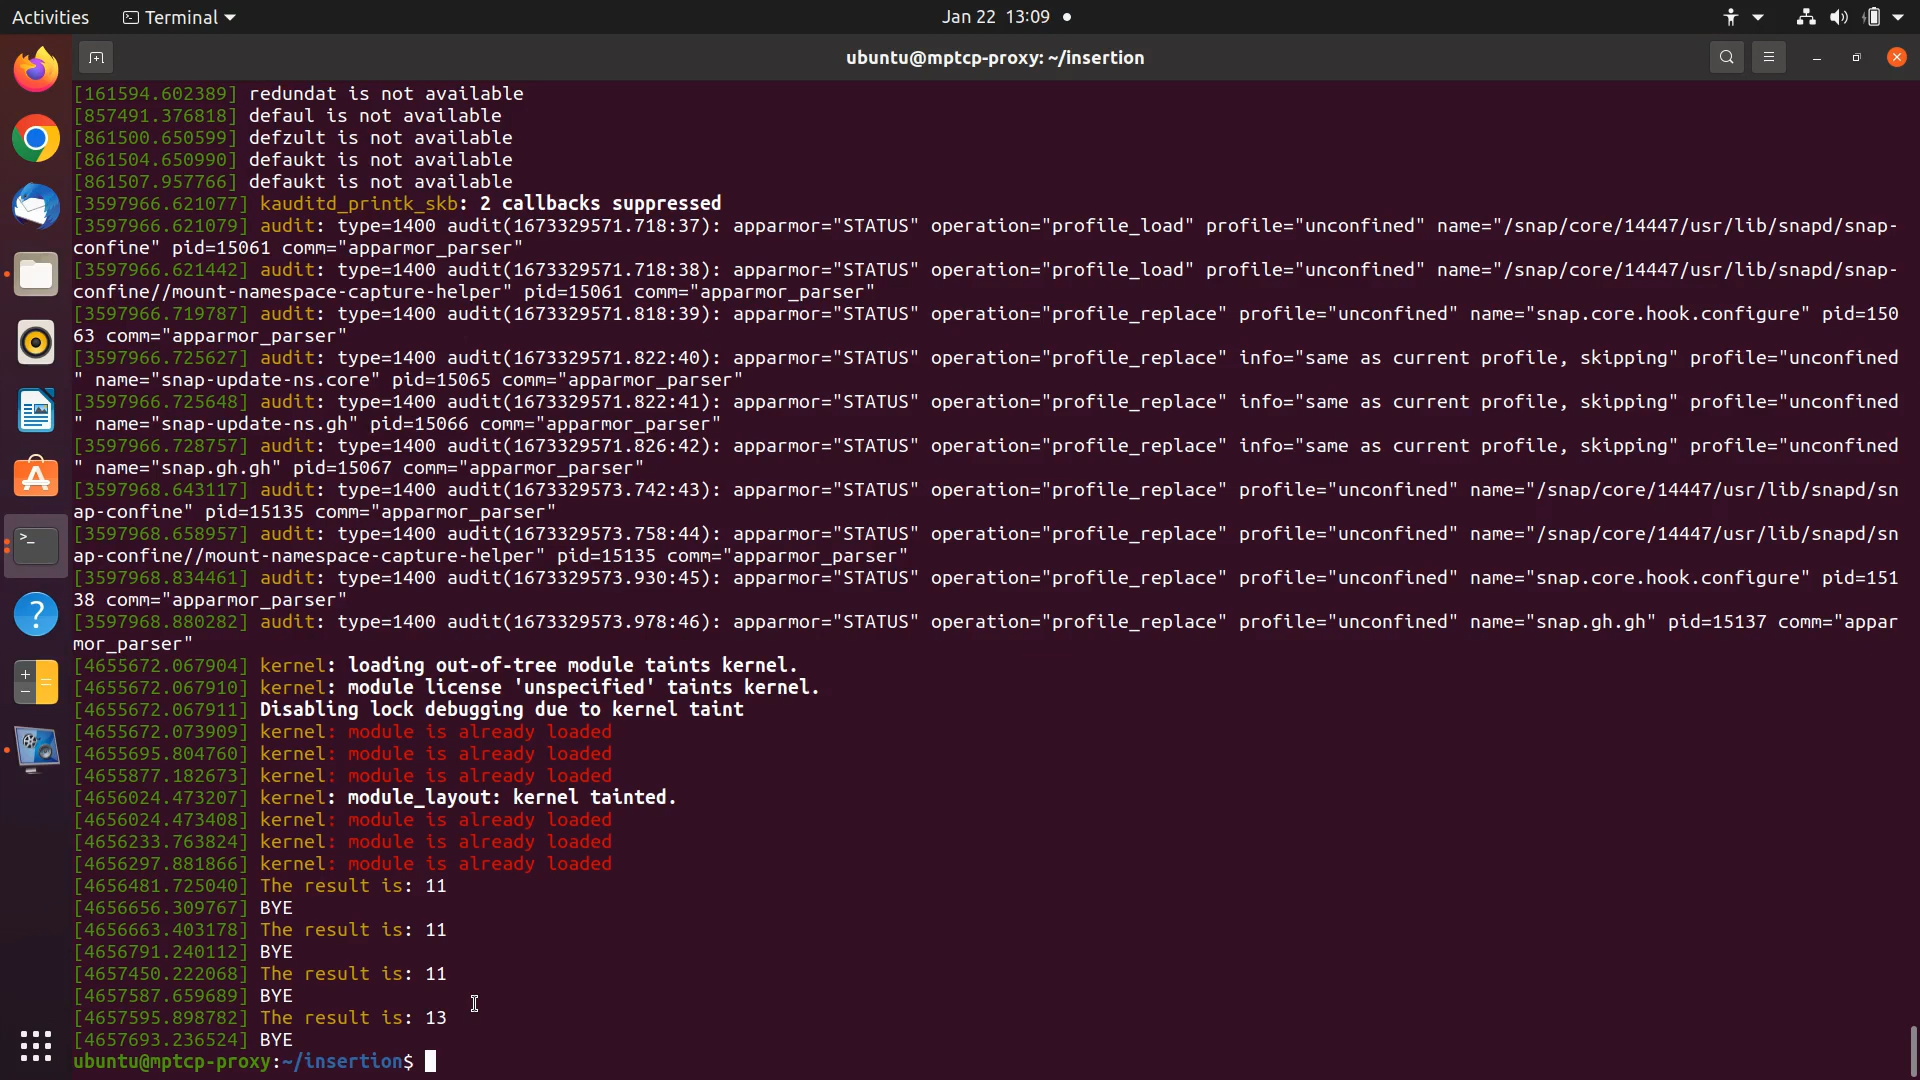 Activities
Terminal
Jan 22 13:09
ubuntu@mptcp-proxy: ~/insertion
[161594.602389] redundat is not available
[857491.376818] defaul is not available
[861500.650599] defzult is not available
[861504.650990] defaukt is not available
[861507.957766] defaukt is not available
[3597966.621077] kauditd_printk_skb: 2 callbacks suppressed
[3597966.621079] audit: type=1400 audit(1673329571.718:37): apparmor="STATUS" operation="profile_load" profile="unconfined" name="/snap/core/14447/usr/lib/snapd/snap-
confine" pid=15061 comm="apparmor_parser"
[3597966.621442] audit: type=1400 audit(1673329571.718:38): apparmor="STATUS" operation="profile_load" profile="unconfined" name="/snap/core/14447/usr/lib/snapd/snap-
confine//mount-namespace-capture-helper" pid=15061 comm="apparmor_parser"
[3597966.719787] audit: type=1400 audit(1673329571.818:39): apparmor="STATUS" operation="profile_replace" profile="unconfined" name="snap.core.hook.configure" pid=150
63 comm="apparmor_parser"
[3597966.725627] audit: type=1400 audit(1673329571.822:40): apparmor="STATUS" operation="profile_replace" info="same as current profile, skipping" profile="unconfined
" name="snap-update-ns.core" pid=15065 comm="apparmor_parser"
[3597966.725648] audit: type=1400 audit(1673329571.822:41): apparmor="STATUS" operation="profile_replace" info="same as current profile, skipping" profile="unconfined
" name="snap-update-ns.gh" pid=15066 comm="apparmor_parser"
[3597966.728757] audit: type=1400 audit(1673329571.826:42): apparmor="STATUS" operation="profile_replace" info="same as current profile, skipping" profile="unconfined
" name="snap.gh.gh" pid=15067 comm="apparmor_parser"
[3597968.643117] audit: type=1400 audit(1673329573.742:43): apparmor="STATUS" operation="profile_replace" profile="unconfined" name="/snap/core/14447/usr/lib/snapd/sn
ap-confine" pid=15135 comm="apparmor_parser"
[3597968.658957] audit: type=1400 audit(1673329573.758:44): apparmor="STATUS" operation="profile_replace" profile="unconfined" name="/snap/core/14447/usr/lib/snapd/sn
ap-confine//mount-namespace-capture-helper" pid=15135 comm="apparmor_parser"
[3597968.834461] audit: type=1400 audit(1673329573.930:45): apparmor="STATUS" operation="profile_replace" profile="unconfined" name="snap.core.hook.configure" pid=151
38 comm="apparmor_parser"
[3597968.880282] audit: type=1400 audit(1673329573.978:46): apparmor="STATUS" operation="profile_replace" profile="unconfined" name="snap.gh.gh" pid=15137 comm="appar
mor_parser"
[4655672.067904] kernel: loading out-of-tree module taints kernel.
[4655672.067910] kernel: module license 'unspecified' taints kernel.
[4655672.067911] Disabling lock debugging due to kernel taint
[4655672.073909] kernel: module is already loaded
[4655695.804760] kernel: module is already loaded
[4655877.182673] kernel: module is already loaded
[4656024.473207] kernel: module_layout: kernel tainted.
[4656024.473408] kernel: module is already loaded
[4656233.763824] kernel: module is already loaded
[4656297.881866] kernel: module is already loaded
[4656481.725040] The result is: 11
[4656656.309767] BYE
[4656663.403178] The result is: 11
[4656791.240112] BYE
[4657450.222068] The result is: 11
[4657587.659689] BYE
[4657595.898782] The result is: 13
[4657693.236524] BYE
ubuntu@mptcp-proxy:~/insertion$